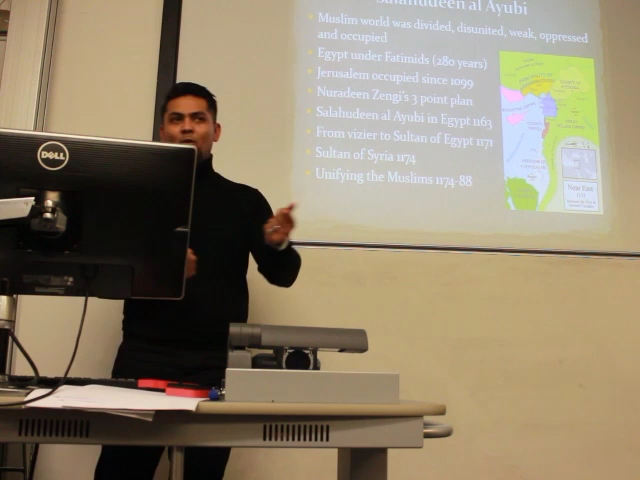 Salahudeen al Ayubi
Muslim world was divided, disunited, weak, oppressed
and occupied
Egypt under Fatimids (280 years)
Jerusalem occupied since 1099
Nuradeen Zengi's 3 point plan
Salahudeen al Ayubi in Egypt 1163
From vizier to Sultan of Egypt 1171
Sultan of Syria 1174
Unifying the Muslims 1174-88
Near East
DELL